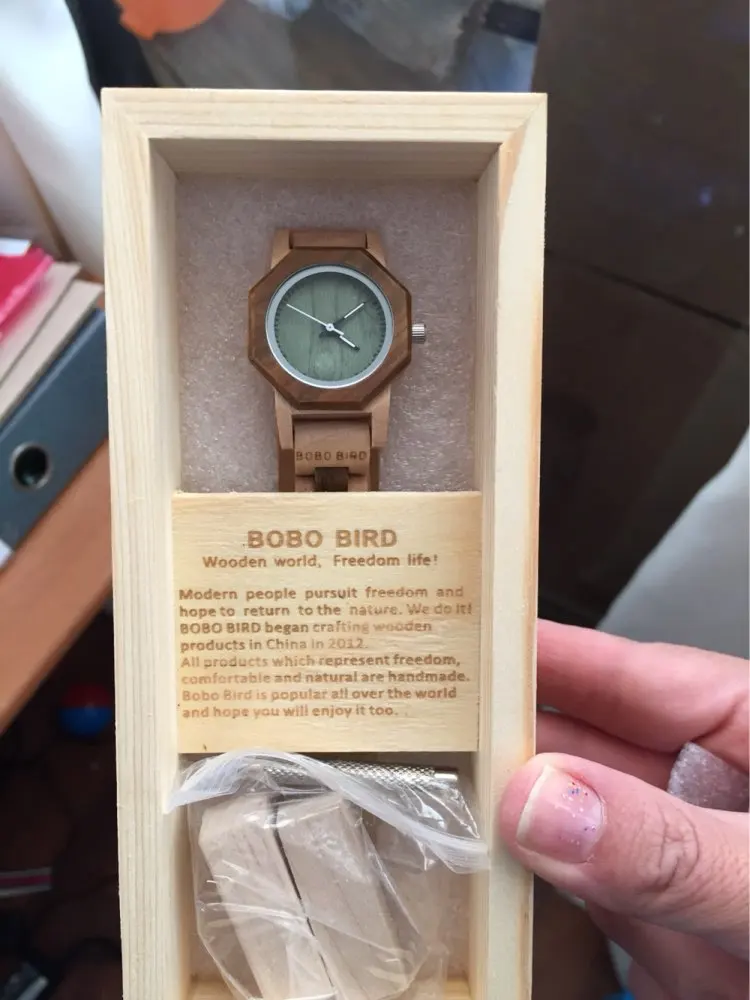 BOBO BIRD
BOBO BIRD
Wooden world, Freedom life!
Modern people pursuit freedom and
hope to return to the nature. We do it!
BOBO BIRD began crafting wooden
products in China in 2012.
All products which represent freedom,
comfortable and natural are handmade.
Bobo Bird is popular all over the world
and hope you will enjoy it too.